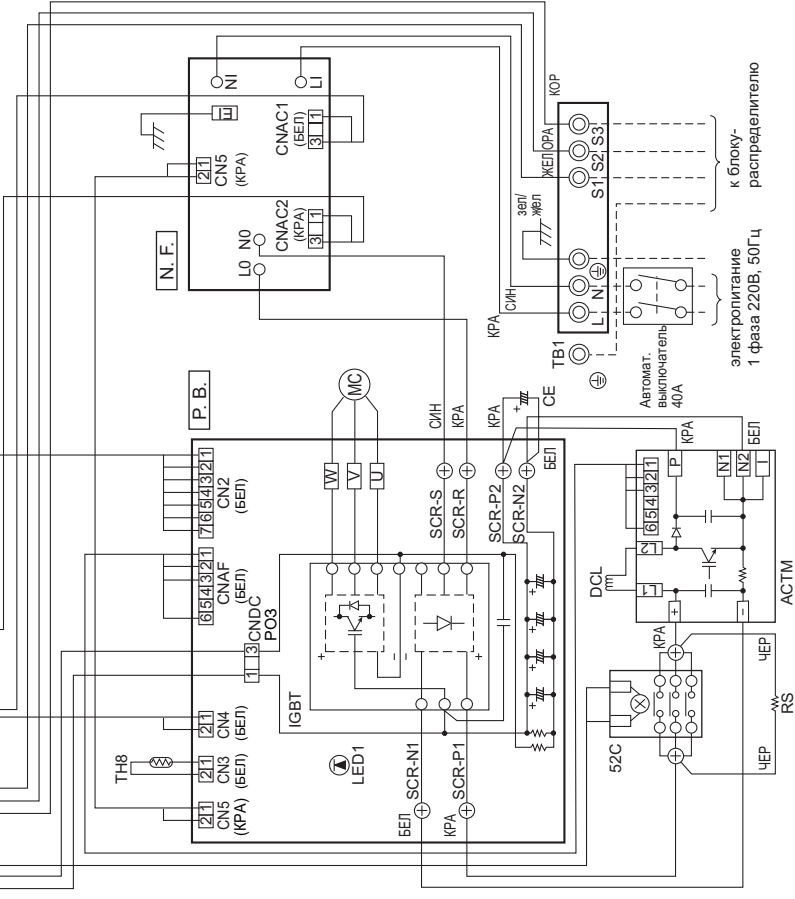 NI
LI
EI
CN5
(КРА)
2 1
CNAC1
(БЕЛ)
3 1
CNAC2
(КРА)
3 1
N0
L0
N. F.
КОР
ОРА
ЖЕЛ
зел/
жел
S3
S2
S1
N
L
TB1
СИН
КРА
к блоку-
распределителю
электропитание
1 фаза 220В, 50Гц
Автомат.
выключатель
40А
P. B.
MC
W
V
U
СИН
КРА
КРА
CE
+
БЕЛ
SCR-S
SCR-R
SCR-P2
SCR-N2
CN2
(БЕЛ)
7 6 5 4 3 2 1
CNAF
(БЕЛ)
6 5 4 3 2 1
CNDC
PO3
1 3
CN4
(БЕЛ)
2 1
TH8
CN3
(БЕЛ)
2 1
CN5
(КРА)
2 1
IGBT
+
−
−
+
+
+
+
+
LED1
SCR-N1
SCR-P1
БЕЛ
КРА
КРА
БЕЛ
P
N1
N2
I
6 5 4 3 2 1
L2
L1
DCL
+
−
ACTM
КРА
ЧЕР
52C
ЧЕР
RS